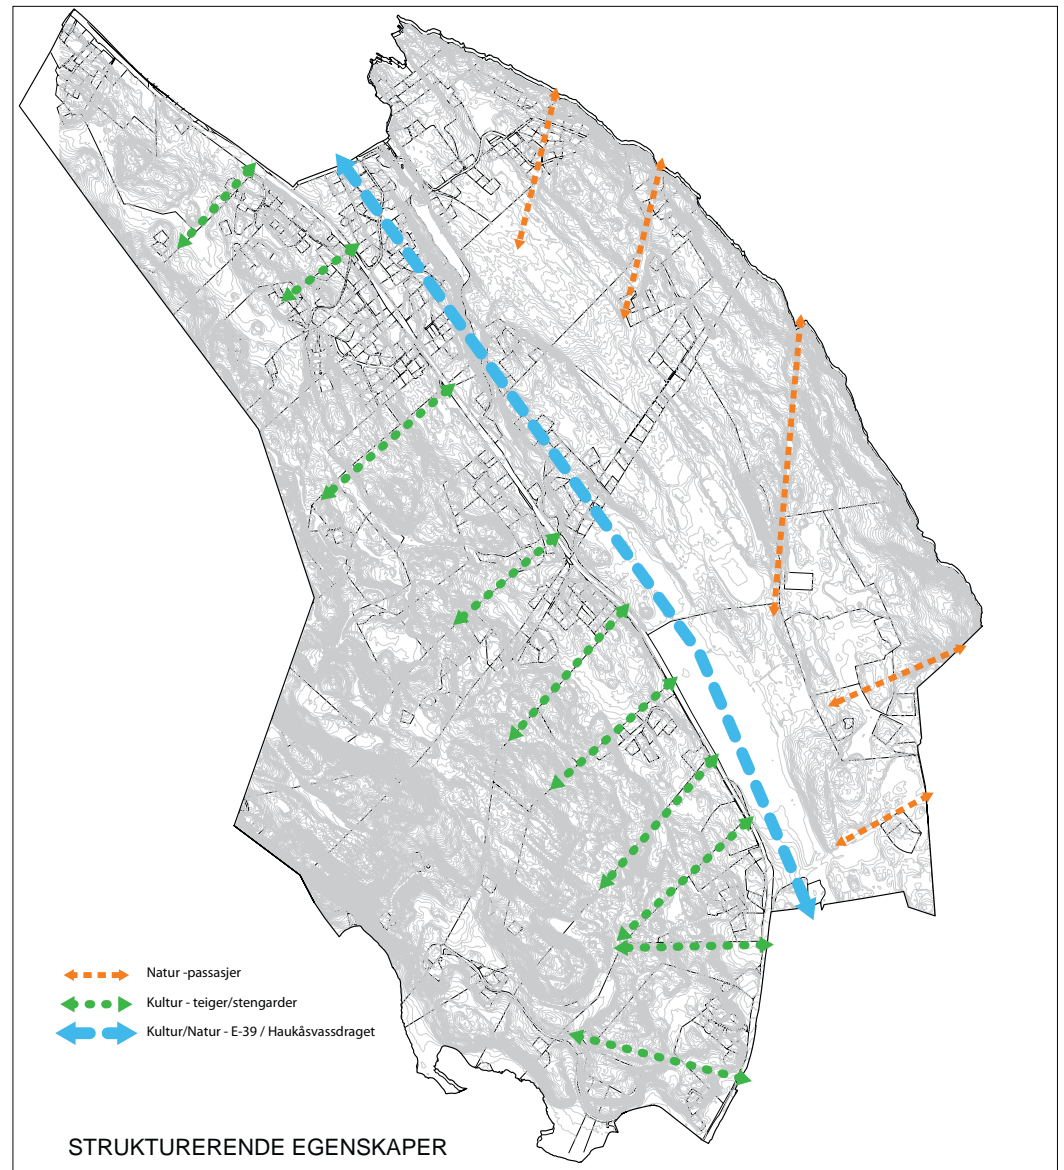 Natur -passasjer
Kultur - teiger/stengarder
Kultur/Natur - E-39 / Haukåsvassdraget
STRUKTURERENDE EGENSKAPER